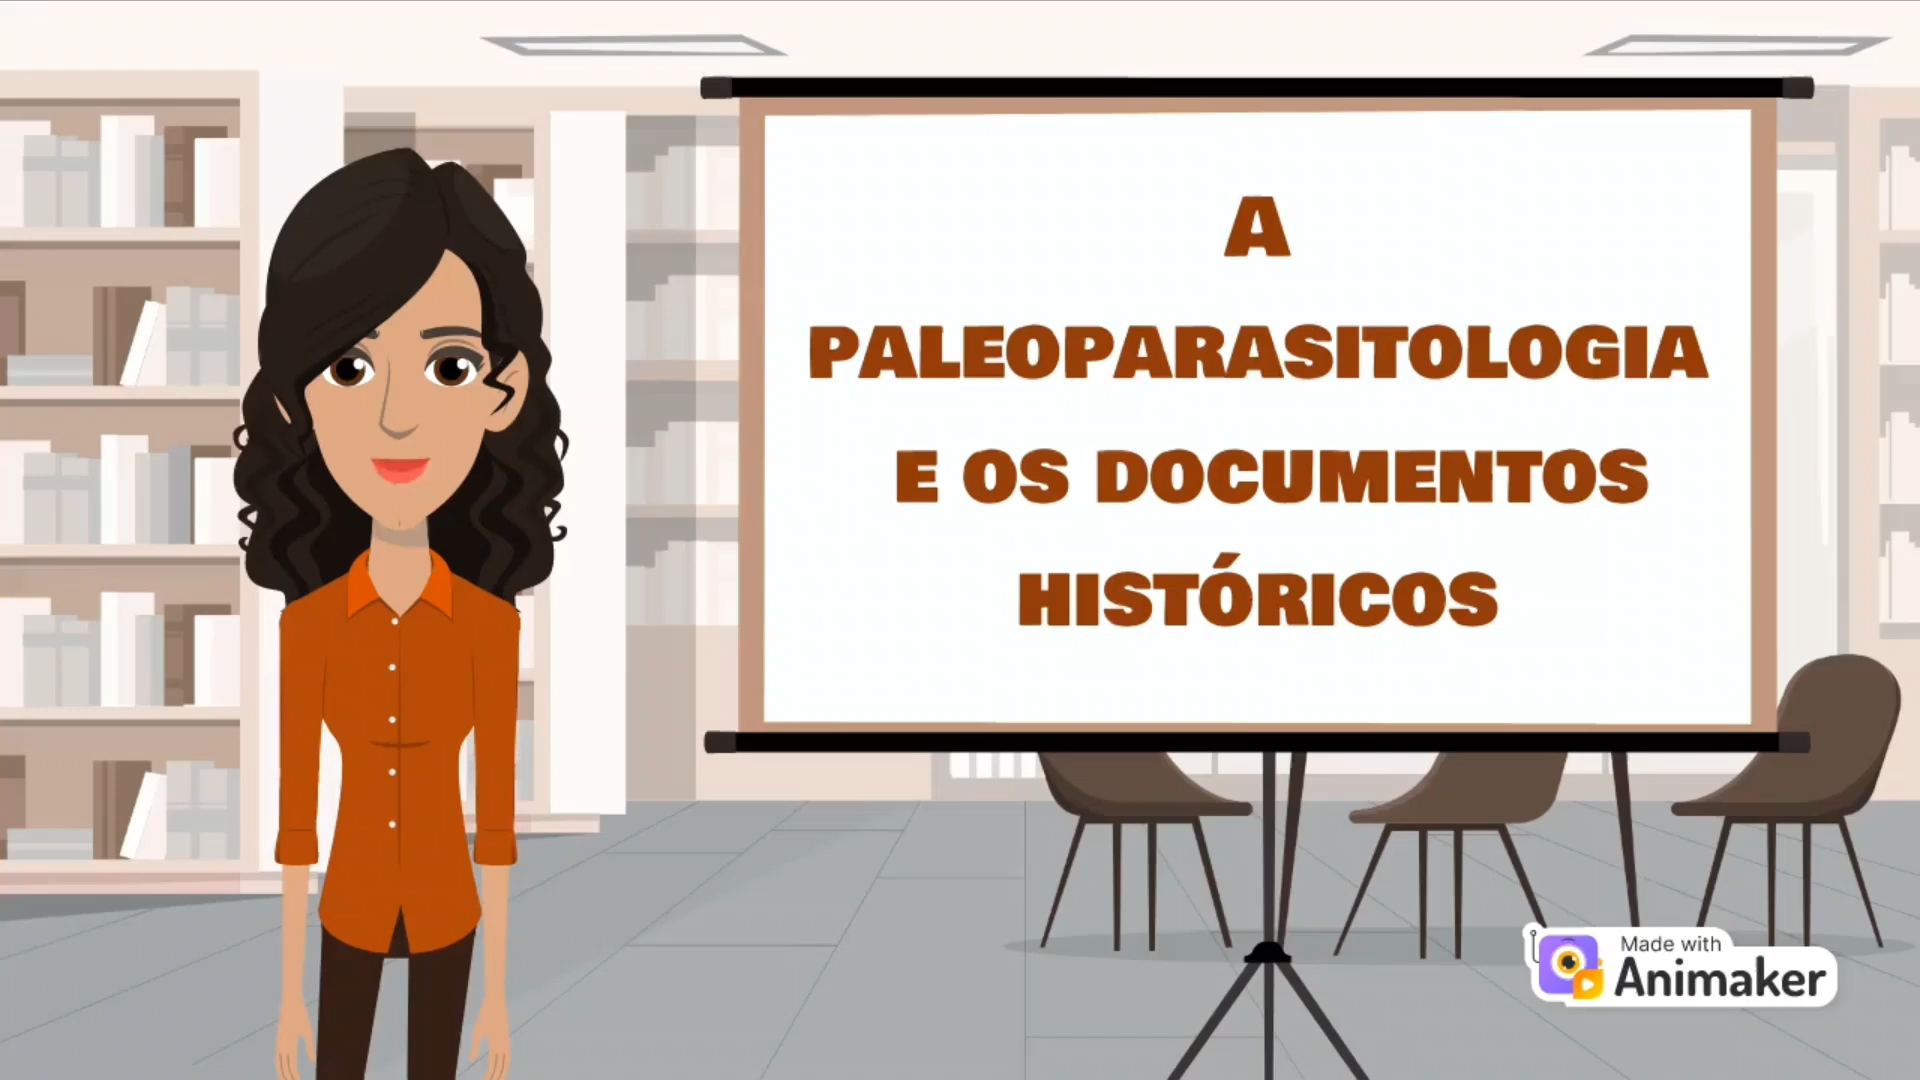 A
PALEOPARASITOLOGIA
E OS DOCUMENTOS
HISTÓRICOS
Made with
Animaker